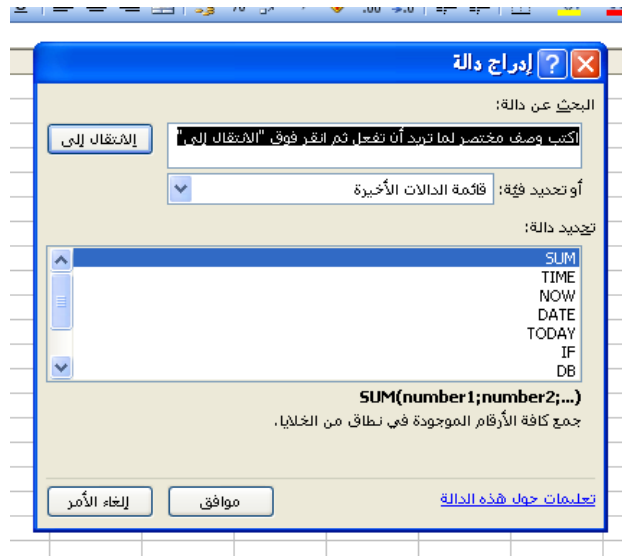 إدراج دالة
البحث عن دالة:
اكتب وصف مختصر لما تريد أن تفعل ثم انقر فوق "الانتقال إلى"
الانتقال إلى
أو تحديد فئة:
قائمة الدالات الأخيرة
تحديد دالة:
SUM
TIME
NOW
DATE
TODAY
IF
DB
SUM(number1;number2;...)
جمع كافة الأرقام الموجودة في نطاق من الخلايا.
تعليمات حول هذه الدالة
موافق
إلغاء الأمر